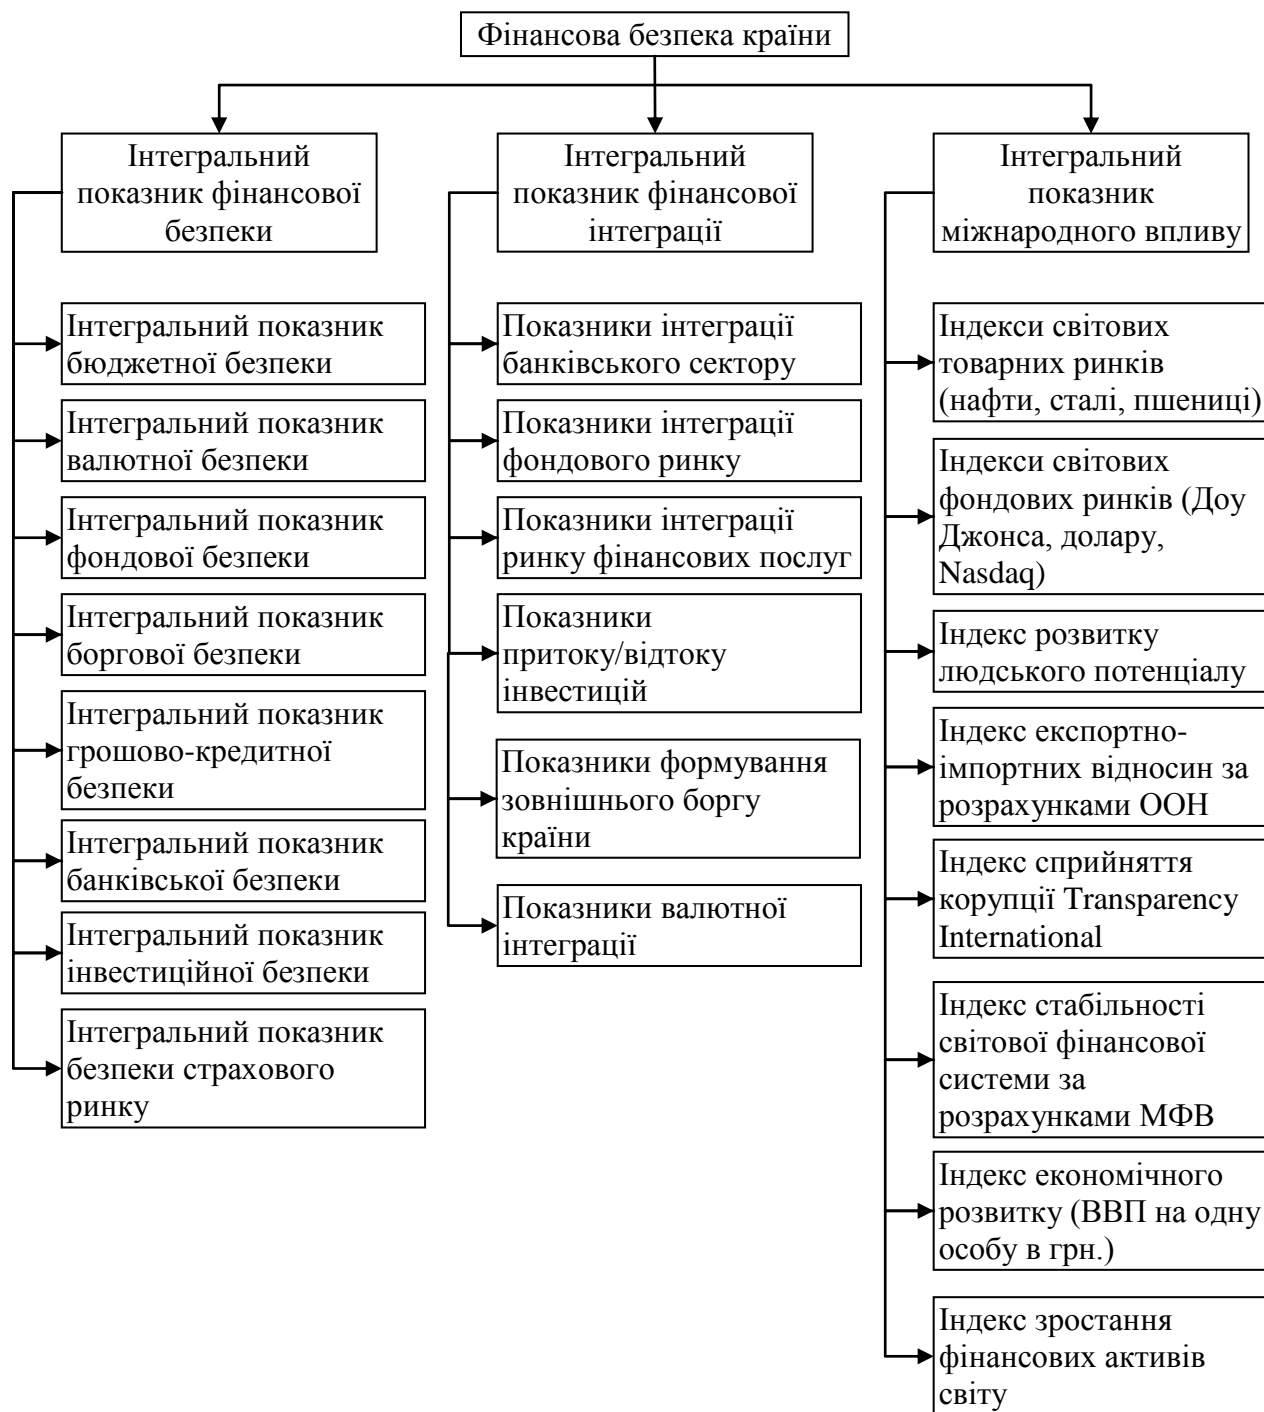 Фінансова безпека країни
Інтегральний
показник фінансової
безпеки
Інтегральний
показник фінансової
інтеграції
Інтегральний
показник
міжнародного впливу
Інтегральний показник
бюджетної безпеки
Інтегральний показник
валютної безпеки
Інтегральний показник
фондової безпеки
Інтегральний показник
боргової безпеки
Інтегральний показник
грошово-кредитної
безпеки
Інтегральний показник
банківської безпеки
Інтегральний показник
інвестиційної безпеки
Інтегральний показник
безпеки страхового
ринку
Показники інтеграції
банківського сектору
Показники інтеграції
фондового ринку
Показники інтеграції
ринку фінансових послуг
Показники
притоку/відтоку
інвестицій
Показники формування
зовнішнього боргу
країни
Показники валютної
інтеграції
Індекси світових
товарних ринків
(нафти, сталі, пшениці)
Індекси світових
фондових ринків (Доу
Джонса, долару,
Nasdaq)
Індекс розвитку
людського потенціалу
Індекс експортно-
імпортних відносин за
розрахунками ООН
Індекс сприйняття
корупції Transparency
International
Індекс стабільності
світової фінансової
системи за
розрахунками МФВ
Індекс економічного
розвитку (ВВП на одну
особу в грн.)
Індекс зростання
фінансових активів
світу